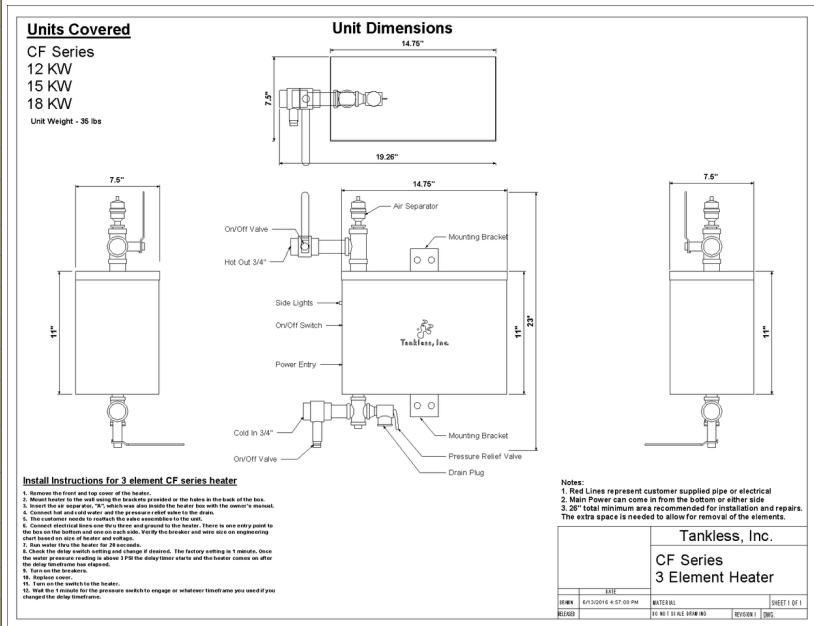 Units Covered
CF Series
12 KW
15 KW
18 KW
Unit Weight - 35 lbs
Unit Dimensions
14.75"
7.5"
19.26"
7.5"
11"
14.75"
Air Separator
On/Off Valve
Mounting Bracket
Hot Out 3/4"
Side Lights
On/Off Switch
Tankless, Inc.
Power Entry
11"
23"
Cold In 3/4"
Mounting Bracket
On/Off Valve
Pressure Relief Valve
Drain Plug
7.5"
11"
Install Instructions for 3 element CF series heater
1. Remove the front and top cover of the heater.
2. Mount heater to the wall using the brackets provided or the holes in the back of the box.
3. Insert the air separator, "A", which was also inside the heater box with the owner's manual.
4. Connect hot and cold water and the pressure relief valve to the drain.
5. The customer needs to reattach the valve assemblies to the unit.
6. Connect electrical lines one thru three and ground to the heater. There is one entry point to
the box on the bottom and one on each side. Verify the breaker and wire size on engineering
chart based on size of heater and voltage.
7. Run water thru the heater for 20 seconds.
8. Check the delay switch setting and change if desired. The factory setting is 1 minute. Once
the water pressure reading is above 3 PSI the delay timer starts and the heater comes on after
the delay timeframe has elapsed.
9. Turn on the breakers.
10. Replace cover.
11. Turn on the switch to the heater.
12. Wait the 1 minute for the pressure switch to engage or whatever timeframe you used if you
changed the delay timeframe.
Notes:
1. Red Lines represent customer supplied pipe or electrical
2. Main Power can come in from the bottom or either side
3. 26" total minimum area recommended for installation and repairs.
The extra space is needed to allow for removal of the elements.
Tankless, Inc.
CF Series
3 Element Heater
DATE
DRAWN 6/13/2016 4:57:00 PM
MATERIAL
SHEET 1 OF 1
RELEASED
DO NOT SCALE DRAWING
REVISION 1
DWG.